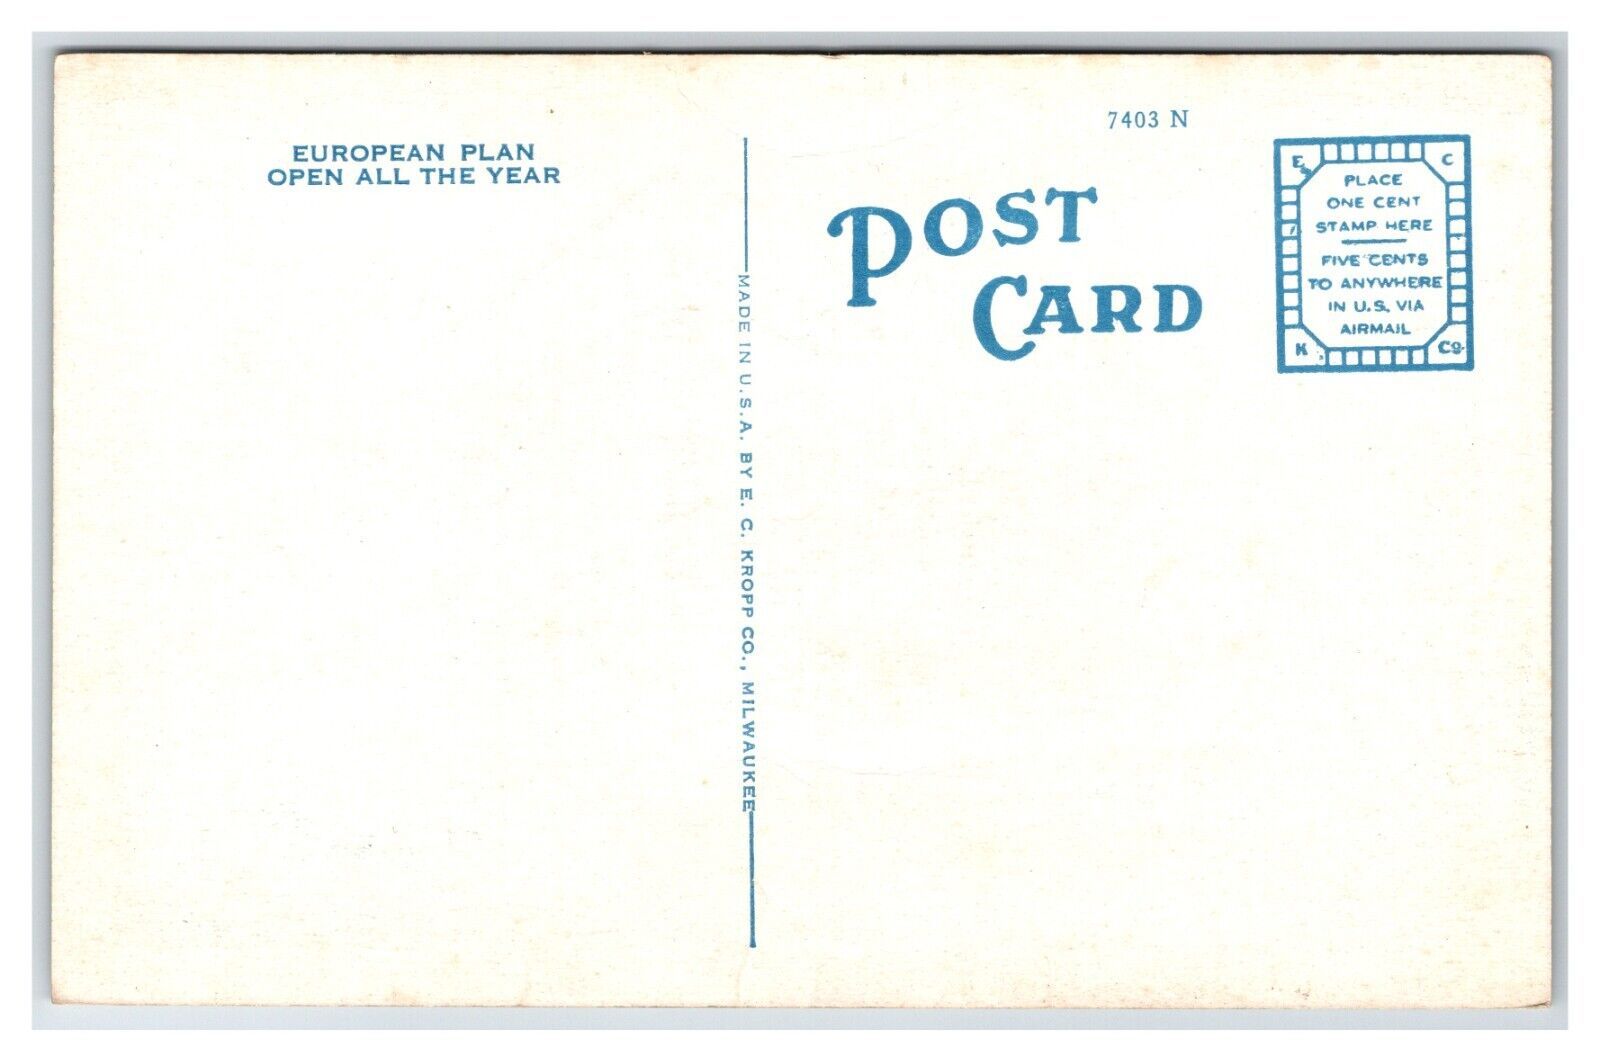 EUROPEAN PLAN
OPEN ALL THE YEAR
MADE IN U.S.A. BY E. C. KROPP CO., MILWAUKEE
7403 N
POST
CARD
E C
PLACE
ONE CENT
STAMP HERE
FIVE CENTS
TO ANYWHERE
IN U.S. VIA
AIRMAIL
K Co.